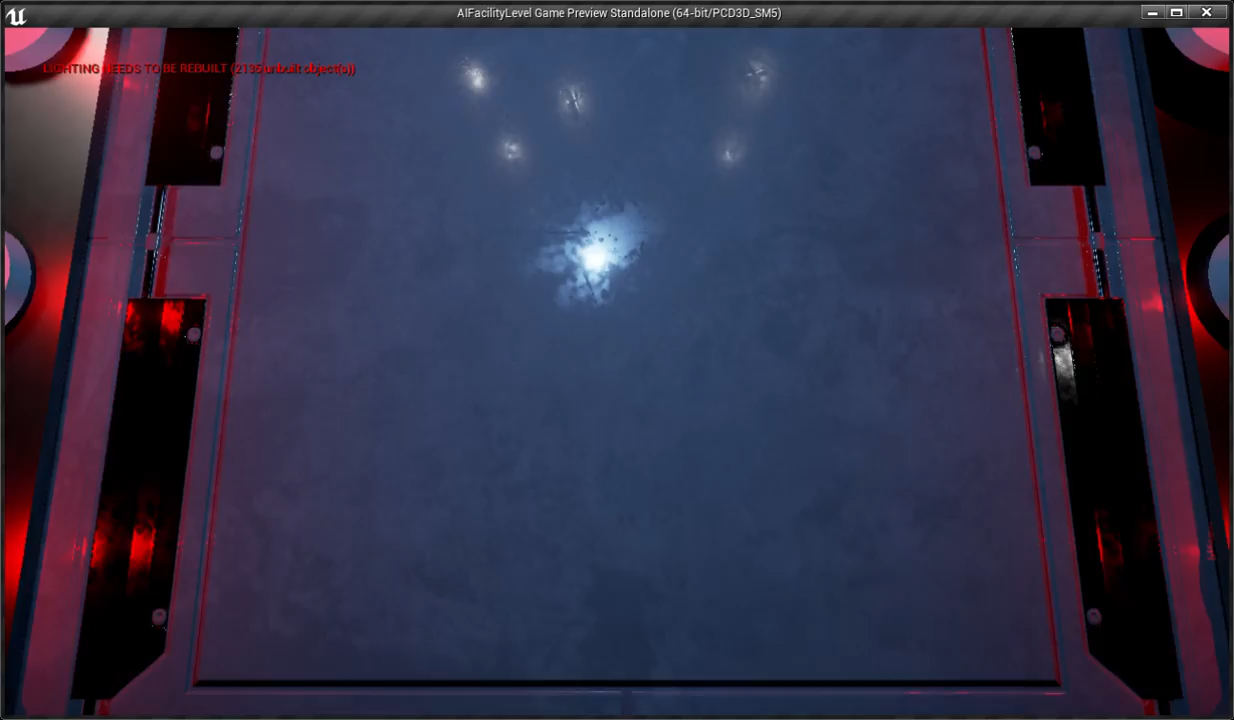 AIFacilityLevel Game Preview Standalone (64-bit/PCD3D_SM5)
LIGHTING NEEDS TO BE REBUILT (2135 unbuilt object(s))